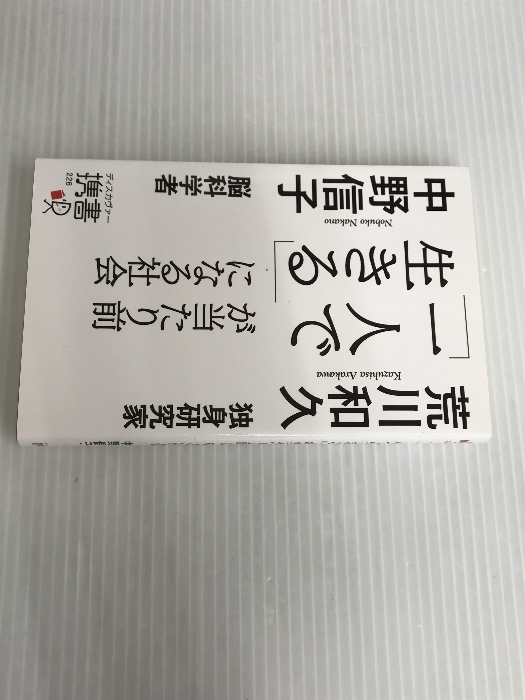 荒川和久
Kazuhisa Arakawa
独身研究家
「一人で
生きる」
が当たり前
になる社会
中野信子
Nobuko Nakano
脳科学者
ディスカヴァー
携書
226